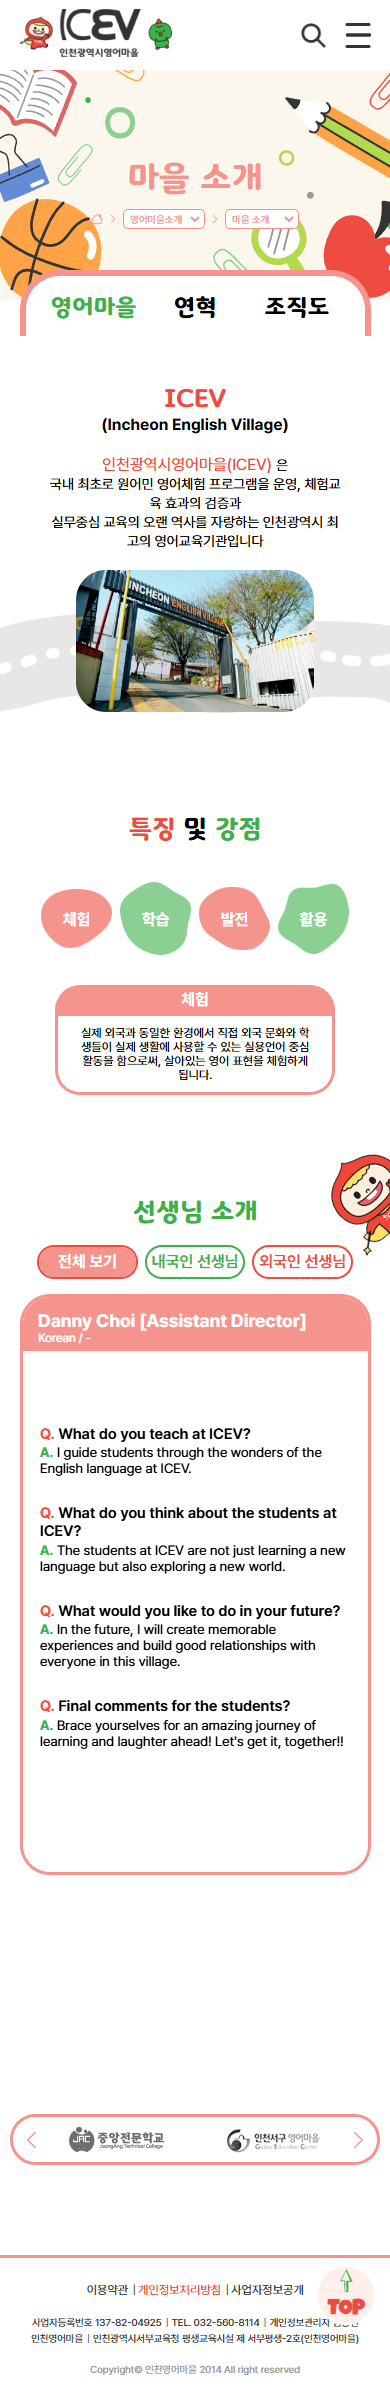 ICEV
인천광역시영어마을
마을 소개
영어마을소개
마을 소개
영어마을
연혁
조직도
ICEV
(Incheon English Village)
인천광역시영어마을(ICEV) 은
국내 최초로 원어민 영어체험 프로그램을 운영, 체험교
육 효과의 검증과
실무중심 교육의 오랜 역사를 자랑하는 인천광역시 최
고의 영어교육기관입니다
INCHEON ENGLISH VILLAGE
특징 및 강점
체험
학습
발전
활용
체험
실제 외국과 동일한 환경에서 직접 외국 문화와 학
생들이 실제 생활에 사용할 수 있는 실용언어 중심
활동을 함으로써, 살아있는 영어 표현을 체험하게
됩니다.
선생님 소개
전체 보기
내국인 선생님
외국인 선생님
Danny Choi [Assistant Director]
Korean / -
Q. What do you teach at ICEV?
A. I guide students through the wonders of the
English language at ICEV.
Q. What do you think about the students at
ICEV?
A. The students at ICEV are not just learning a new
language but also exploring a new world.
Q. What would you like to do in your future?
A. In the future, I will create memorable
experiences and build good relationships with
everyone in this village.
Q. Final comments for the students?
A. Brace yourselves for an amazing journey of
learning and laughter ahead! Let's get it, together!!
JAC
중앙전문학교
JoongAng Technical College
인천서구 영어마을
Global Education Center
이용약관 | 개인정보처리방침 | 사업자정보공개
TOP
사업자등록번호 137-82-04925 | TEL. 032-560-8114 | 개인정보관리자
인천영어마을 | 인천광역시서부교육청 평생교육시설 제 서부평생-2호(인천영어마을)
Copyright© 인천영어마을 2014 All right reserved